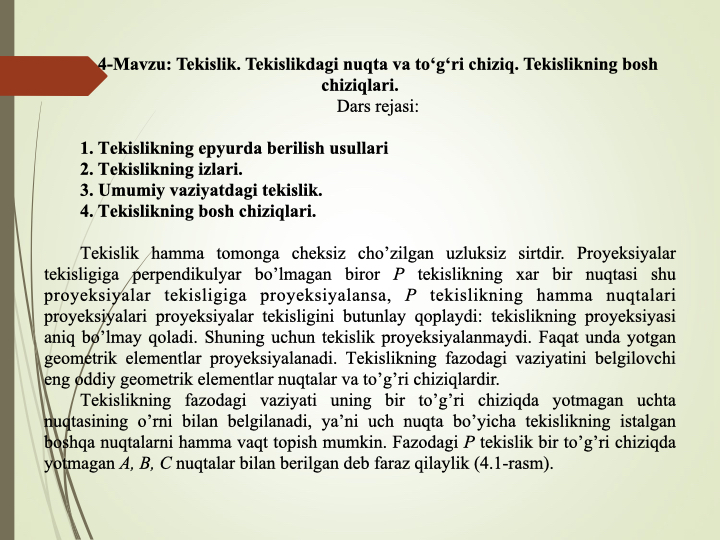 4-Mavzu: Tekislik. Tekislikdagi nuqta va to‘g‘ri chiziq. Tekislikning bosh
chiziqlari.
Dars rejasi:
1. Tekislikning epyurda berilish usullari
2. Tekislikning izlari.
3. Umumiy vaziyatdagi tekislik.
4. Tekislikning bosh chiziqlari.
Tekislik hamma tomonga cheksiz cho’zilgan uzluksiz sirtdir. Proyeksiyalar
tekisligiga perpendikulyar bo’lmagan biror P tekislikning xar bir nuqtasi shu
proyeksiyalar tekisligiga proyeksiyalansa, P tekislikning hamma nuqtalari
proyeksiyalari proyeksiyalar tekisligini butunlay qoplaydi: tekislikning proyeksiyasi
aniq bo’lmay qoladi. Shuning uchun tekislik proyeksiyalanmaydi. Faqat unda yotgan
geometrik elementlar proyeksiyalanadi. Tekislikning fazodagi vaziyatini belgilovchi
eng oddiy geometrik elementlar nuqtalar va to’g’ri chiziqlardir.
Tekislikning fazodagi vaziyati uning bir to’g’ri chiziqda yotmagan uchta
nuqtasining o’rni bilan belgilanadi, ya’ni uch nuqta bo’yicha tekislikning istalgan
boshqa nuqtalarni hamma vaqt topish mumkin. Fazodagi P tekislik bir to’g’ri chiziqda
yotmagan A, B, C nuqtalar bilan berilgan deb faraz qilaylik (4.1-rasm).